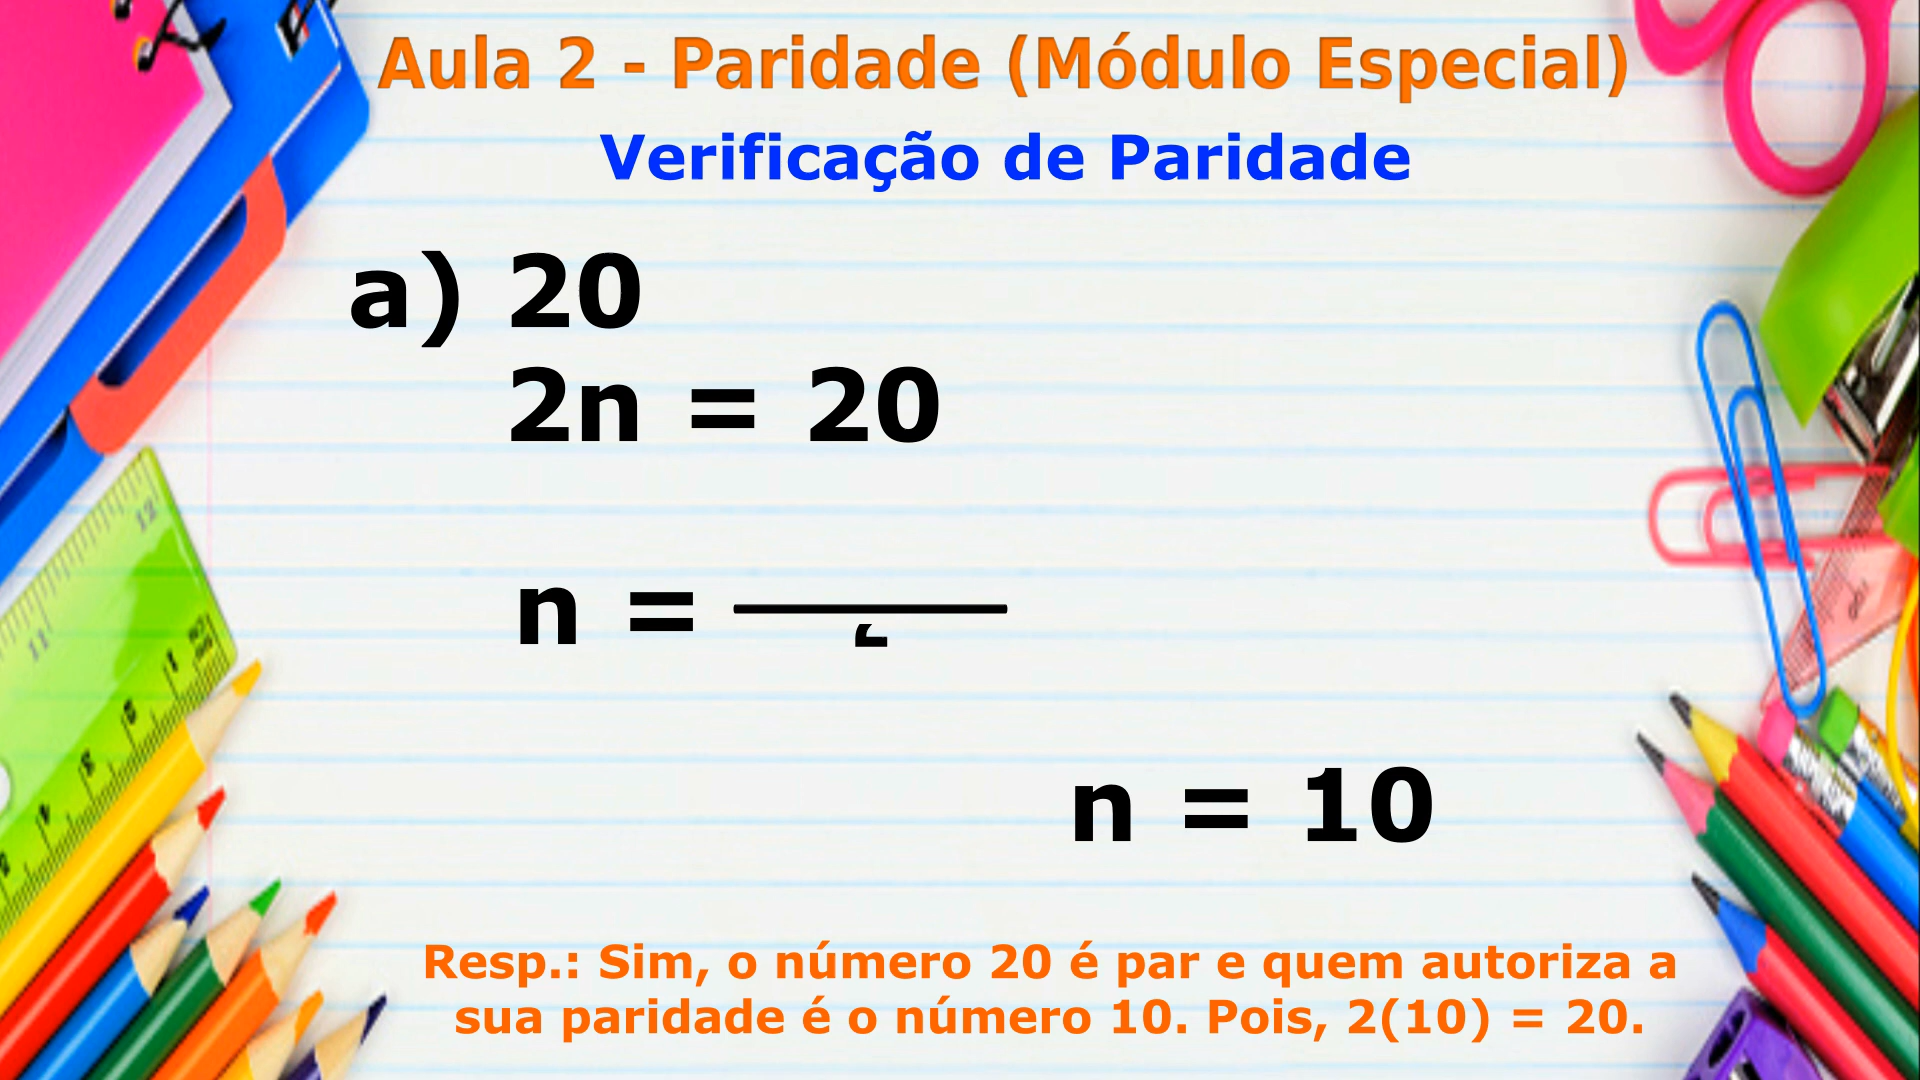 Aula 2 - Paridade (Módulo Especial)
Verificação de Paridade
a) 20
2n = 20
n =
n = 10
Resp.: Sim, o número 20 é par e quem autoriza a
sua paridade é o número 10. Pois, 2(10) = 20.